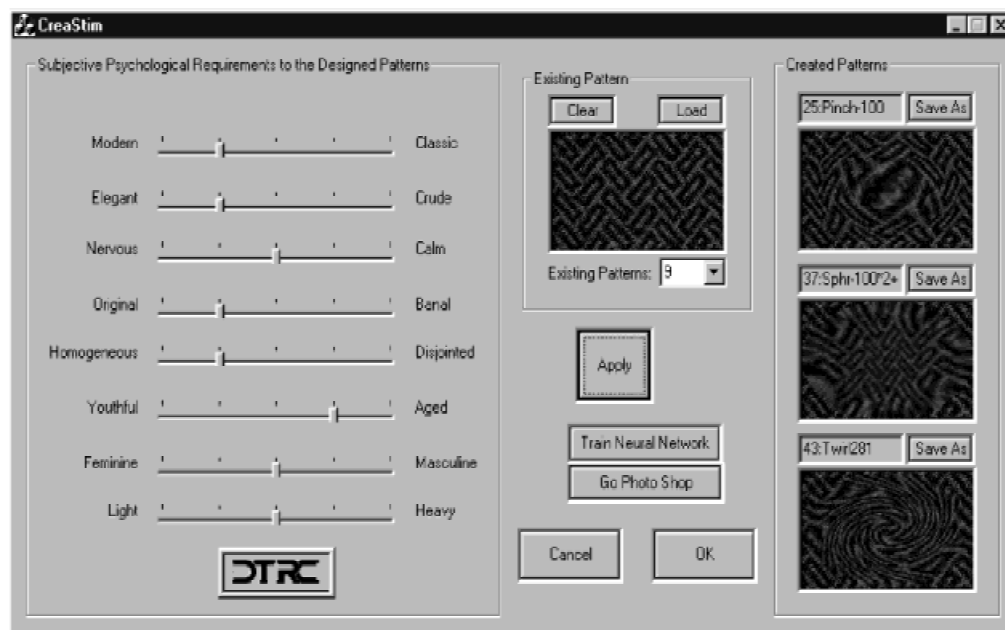 CreaStim
Subjective Psychological Requirements to the Designed Patterns
Modern Classic
Elegant Crude
Nervous Calm
Original Banal
Homogeneous Disjointed
Youthful Aged
Feminine Masculine
Light Heavy
DTRC
Existing Pattern
Clear Load
Existing Patterns: 9
Apply
Train Neural Network
Go Photo Shop
Cancel OK
Created Patterns
25:Pinch-100 Save As
37:Sphr-100*2+ Save As
43:Twirl281 Save As